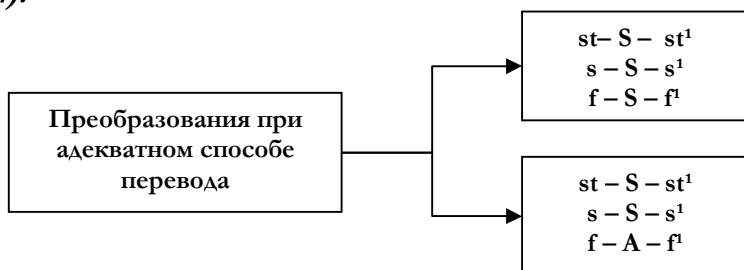 ).
Преобразования при
адекватном способе
перевода
st– S – st¹
s – S – s¹
f – S – f¹
st – S – st¹
s – S – s¹
f – A – f¹